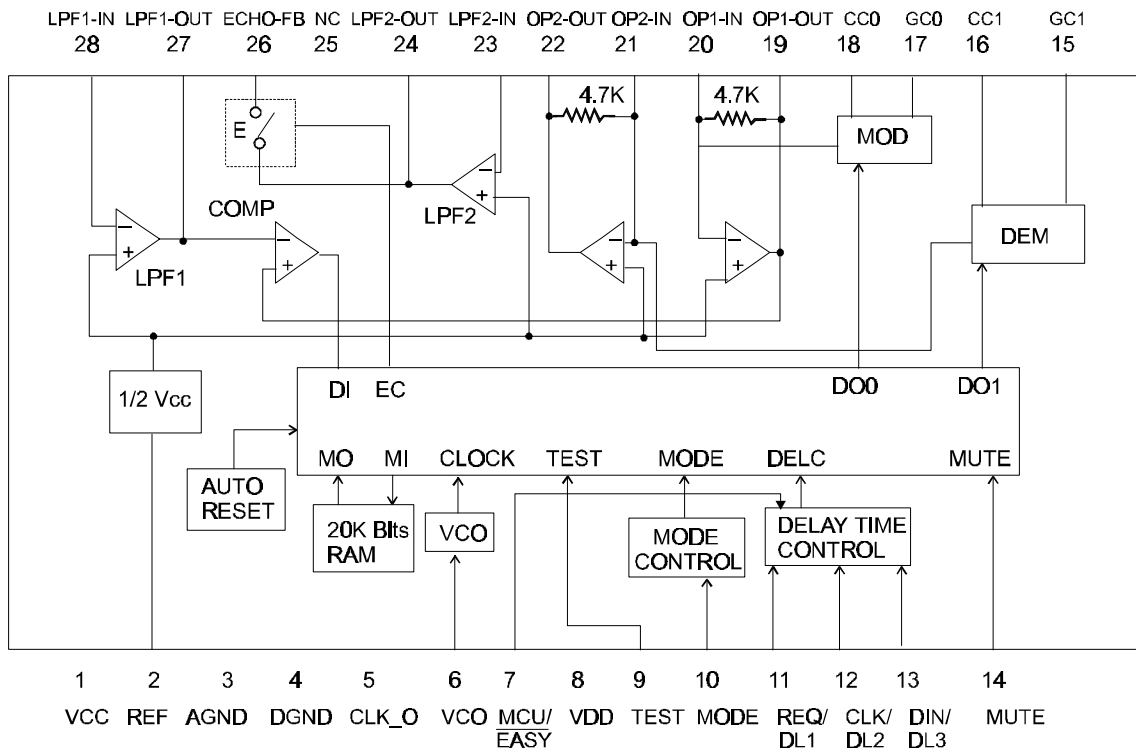 LPF1-IN LPF1-OUT ECHO-FB NC LPF2-OUT LPF2-IN OP2-OUT OP2-IN OP1-IN OP1-OUT CC0 GC0 CC1 GC1
28 27 26 25 24 23 22 21 20 19 18 17 16 15
4.7K 4.7K
E
MOD
COMP
LPF2
DEM
LPF1
- + - + + - + - +
1/2 Vcc
DI EC DO0 DO1
MO MI CLOCK TEST MODE DELC MUTE
AUTO
RESET
20K BIts
RAM
VCO
MODE
CONTROL
DELAY TIME
CONTROL
1 2 3 4 5 6 7 8 9 10 11 12 13 14
VCC REF AGND DGND CLK_O VCO MCU/ VDD TEST MODE REQ/ CLK/ DIN/ MUTE
EASY DL1 DL2 DL3